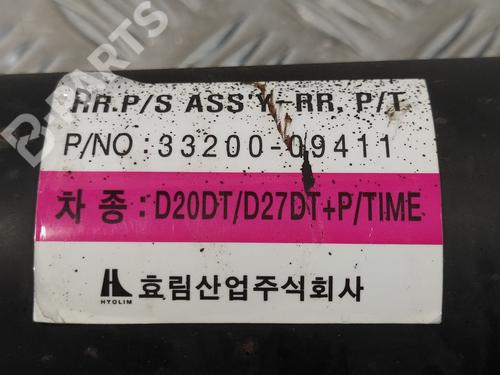 B-PARTS
RR.P/S ASS'Y-RR, P/T
P/NO : 33200-09411
차 종 : D20DT/D27DT+P/TIME
HYOLIM
효림산업주식회사